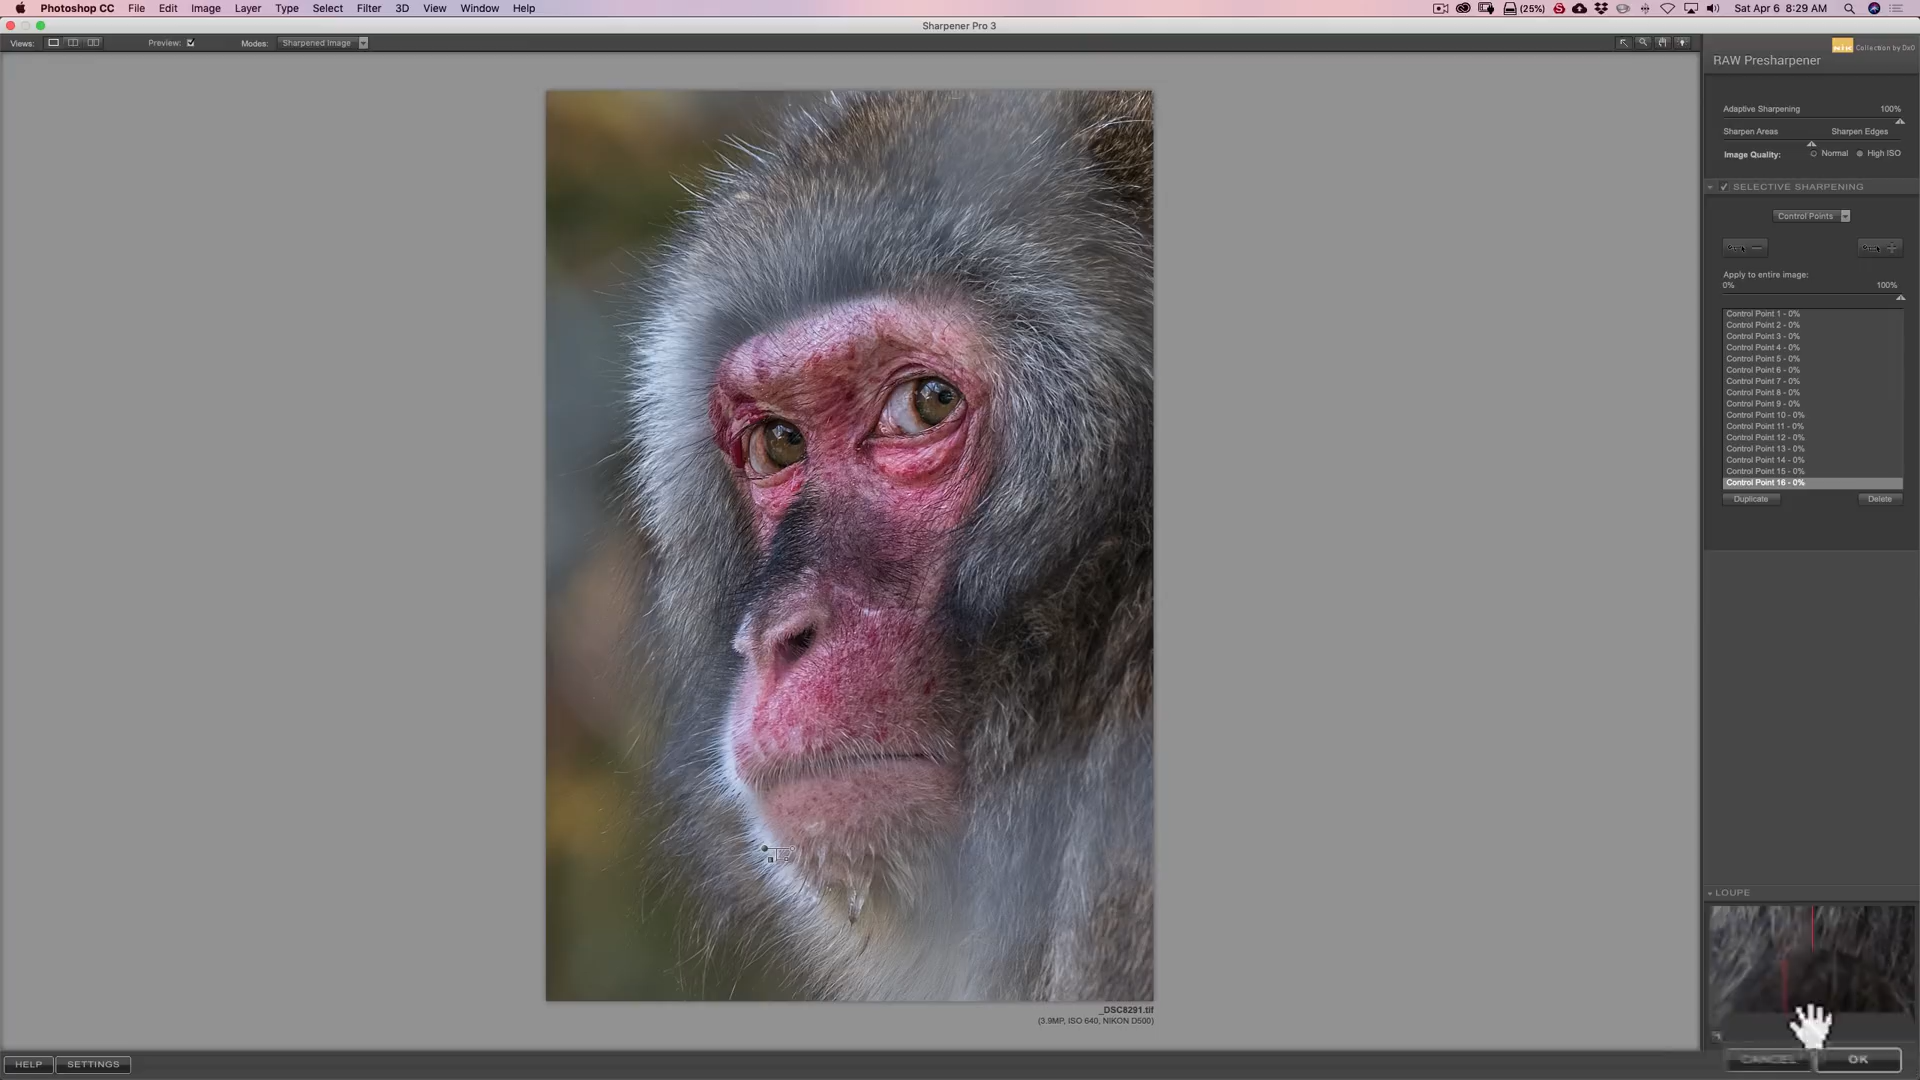 Photoshop CC File Edit Image Layer Type Select Filter 3D View Window Help (25%) Sat Apr 6 8:29 AM
Sharpener Pro 3
Views: Preview: Modes: Sharpened Image
nik Collection by DxO
RAW Presharpener
Adaptive Sharpening 100%
Sharpen Areas Sharpen Edges
Image Quality: Normal High ISO
SELECTIVE SHARPENING
Control Points
Apply to entire image:
0% 100%
Control Point 1 - 0%
Control Point 2 - 0%
Control Point 3 - 0%
Control Point 4 - 0%
Control Point 5 - 0%
Control Point 6 - 0%
Control Point 7 - 0%
Control Point 8 - 0%
Control Point 9 - 0%
Control Point 10 - 0%
Control Point 11 - 0%
Control Point 12 - 0%
Control Point 13 - 0%
Control Point 14 - 0%
Control Point 15 - 0%
Control Point 16 - 0%
Duplicate Delete
LOUPE
_DSC8291.tif
(3.9MP, ISO 640, NIKON D500)
HELP SETTINGS
CANCEL OK